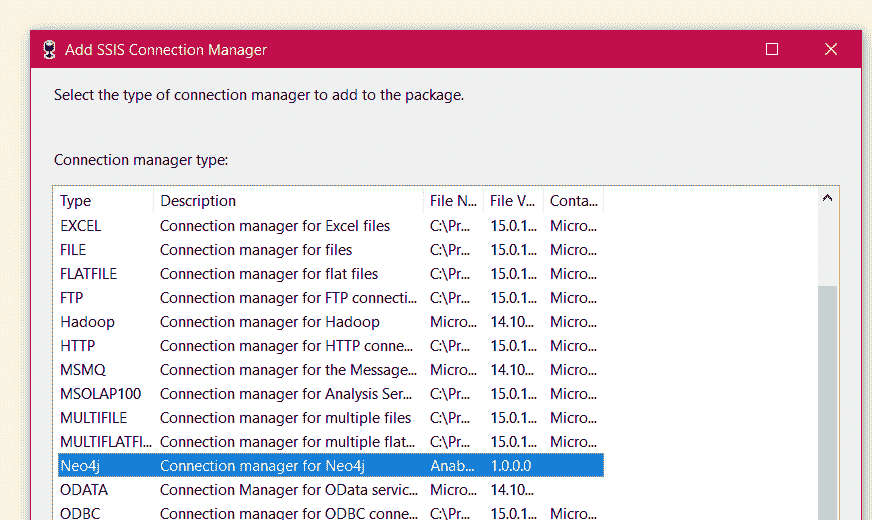 Add SSIS Connection Manager
Select the type of connection manager to add to the package.
Connection manager type:
Type Description File N... File V... Conta...
EXCEL Connection manager for Excel files C:\Pr... 15.0.1... Micro...
FILE Connection manager for files C:\Pr... 15.0.1... Micro...
FLATFILE Connection manager for flat files C:\Pr... 15.0.1... Micro...
FTP Connection manager for FTP connecti... C:\Pr... 15.0.1... Micro...
Hadoop Connection manager for Hadoop Micro... 14.10... Micro...
HTTP Connection manager for HTTP conne... C:\Pr... 15.0.1... Micro...
MSMQ Connection manager for the Message... Micro... 14.10... Micro...
MSOLAP100 Connection manager for Analysis Ser... C:\Pr... 15.0.1... Micro...
MULTIFILE Connection manager for multiple files C:\Pr... 15.0.1... Micro...
MULTIFLATFI... Connection manager for multiple flat... C:\Pr... 15.0.1... Micro...
Neo4j Connection manager for Neo4j Anab... 1.0.0.0
ODATA Connection Manager for OData servic... Micro... 14.10...
ODBC Connection manager for ODBC conne... C:\Pr... 15.0.1... Micro...